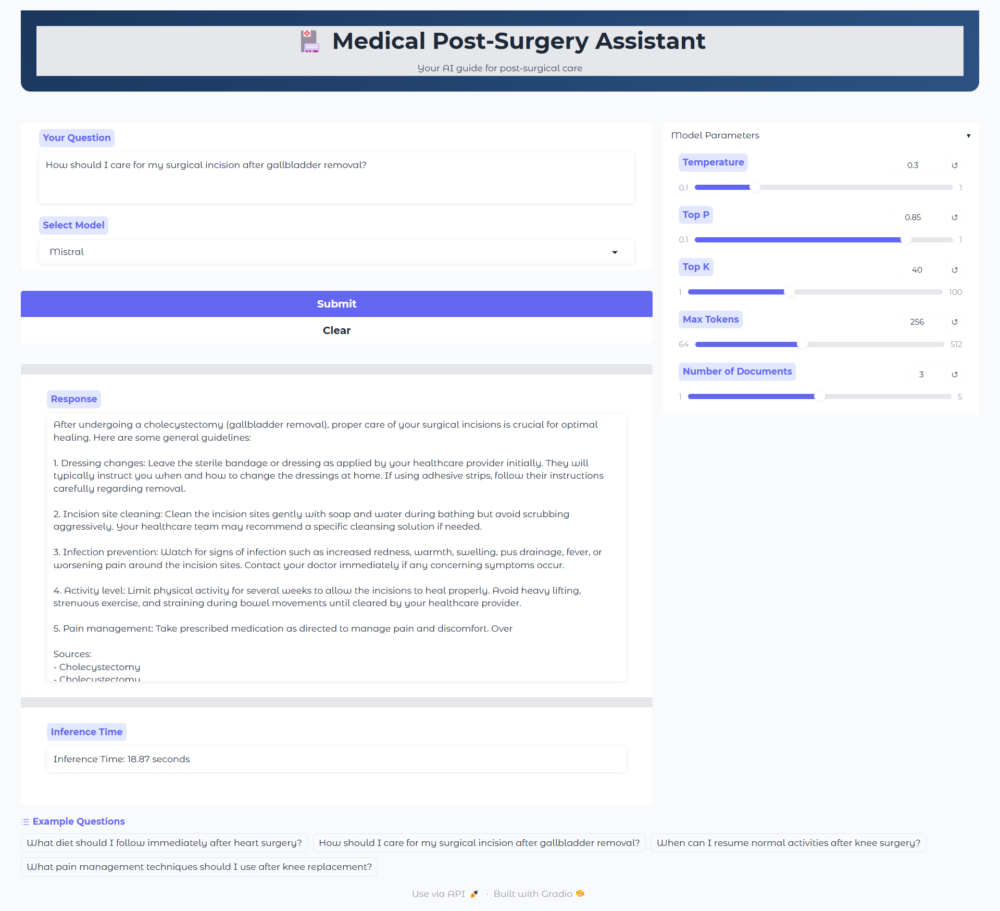 Medical Post-Surgery Assistant
Your AI guide for post-surgical care
Your Question
How should I care for my surgical incision after gallbladder removal?
Select Model
Mistral
Submit
Clear
Response
After undergoing a cholecystectomy (gallbladder removal), proper care of your surgical incisions is crucial for optimal
healing. Here are some general guidelines:
1. Dressing changes: Leave the sterile bandage or dressing as applied by your healthcare provider initially. They will
typically instruct you when and how to change the dressings at home. If using adhesive strips, follow their instructions
carefully regarding removal.
2. Incision site cleaning: Clean the incision sites gently with soap and water during bathing but avoid scrubbing
aggressively. Your healthcare team may recommend a specific cleansing solution if needed.
3. Infection prevention: Watch for signs of infection such as increased redness, warmth, swelling, pus drainage, fever, or
worsening pain around the incision sites. Contact your doctor immediately if any concerning symptoms occur.
4. Activity level: Limit physical activity for several weeks to allow the incisions to heal properly. Avoid heavy lifting,
strenuous exercise, and straining during bowel movements until cleared by your healthcare provider.
5. Pain management: Take prescribed medication as directed to manage pain and discomfort. Over
Sources:
- Cholecystectomy
- Cholecystectomy
Inference Time
Inference Time: 18.87 seconds
Model Parameters ▼
Temperature
0.3 ↺
0.1 1
Top P
0.85 ↺
0.1 1
Top K
40 ↺
1 100
Max Tokens
256 ↺
64 512
Number of Documents
3 ↺
1 5
Example Questions
What diet should I follow immediately after heart surgery?
How should I care for my surgical incision after gallbladder removal?
When can I resume normal activities after knee surgery?
What pain management techniques should I use after knee replacement?
Use via API · Built with Gradio